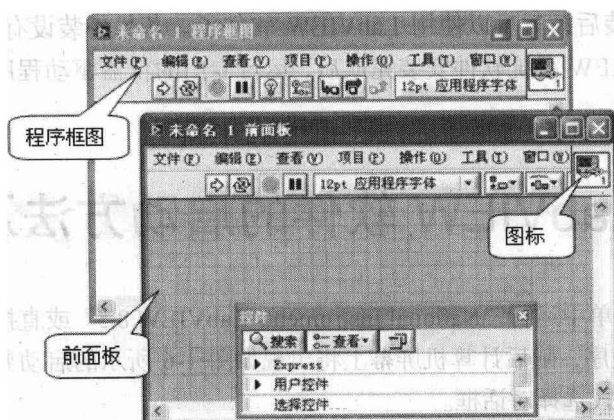 未命名 1 程序框图
文件(F) 编辑(E) 查看(V) 项目(P) 操作(O) 工具(T) 窗口(W)
12pt 应用程序字体
1
程序框图
未命名 1 前面板
文件(F) 编辑(E) 查看(V) 项目(P) 操作(O) 工具(T) 窗口(W)
12pt 应用程序字体
1
图标
前面板
控件
搜索 查看
Express
用户控件
选择控件...